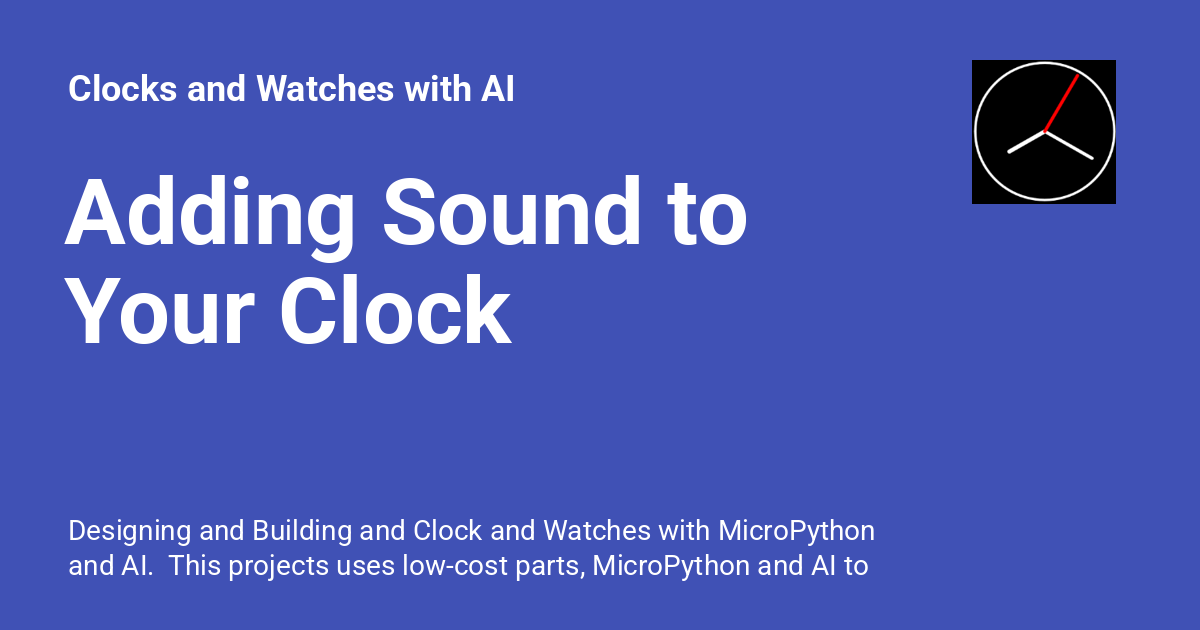 Clocks and Watches with AI
Adding Sound to
Your Clock
Designing and Building and Clock and Watches with MicroPython
and AI.  This projects uses low-cost parts, MicroPython and AI to